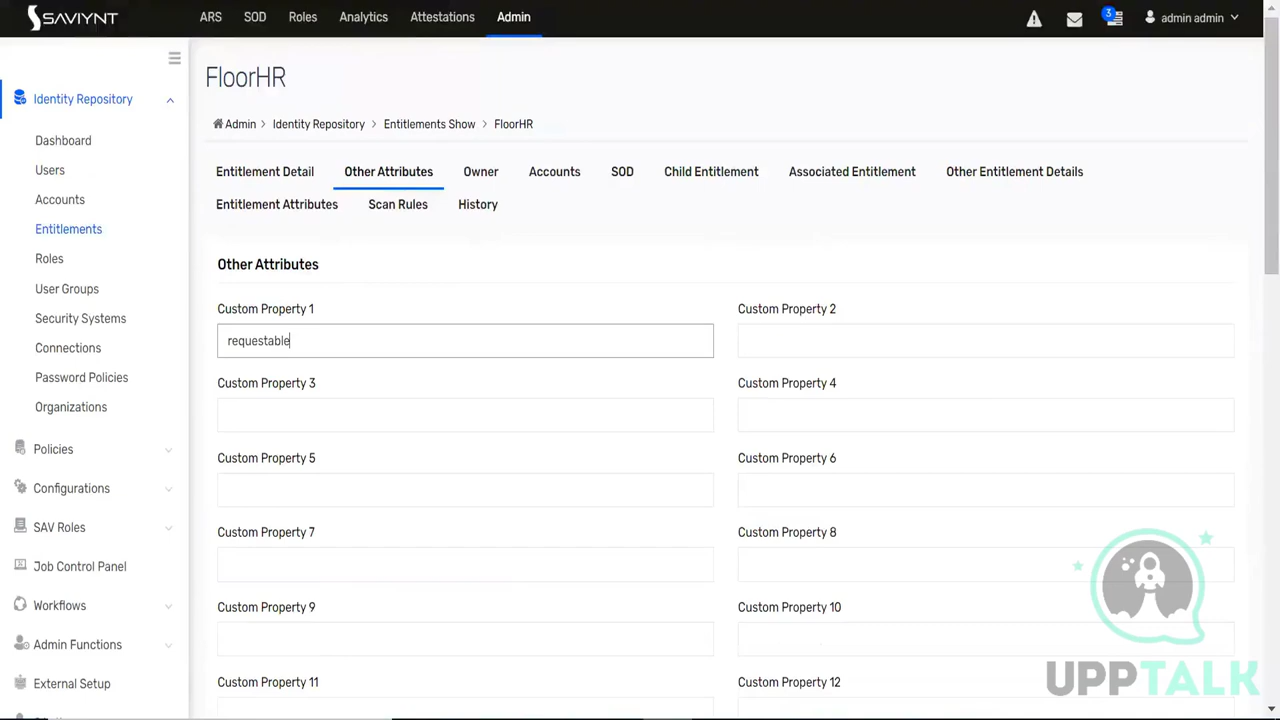 SAVIYNT
ARS SOD Roles Analytics Attestations Admin
3 admin admin
FloorHR
Admin > Identity Repository > Entitlements Show > FloorHR
Identity Repository
Dashboard
Users
Accounts
Entitlements
Roles
User Groups
Security Systems
Connections
Password Policies
Organizations
Policies
Configurations
SAV Roles
Job Control Panel
Workflows
Admin Functions
External Setup
Entitlement Detail Other Attributes Owner Accounts SOD Child Entitlement Associated Entitlement Other Entitlement Details
Entitlement Attributes Scan Rules History
Other Attributes
Custom Property 1 Custom Property 2
requestable
Custom Property 3 Custom Property 4
Custom Property 5 Custom Property 6
Custom Property 7 Custom Property 8
Custom Property 9 Custom Property 10
Custom Property 11 Custom Property 12
UPPTALK